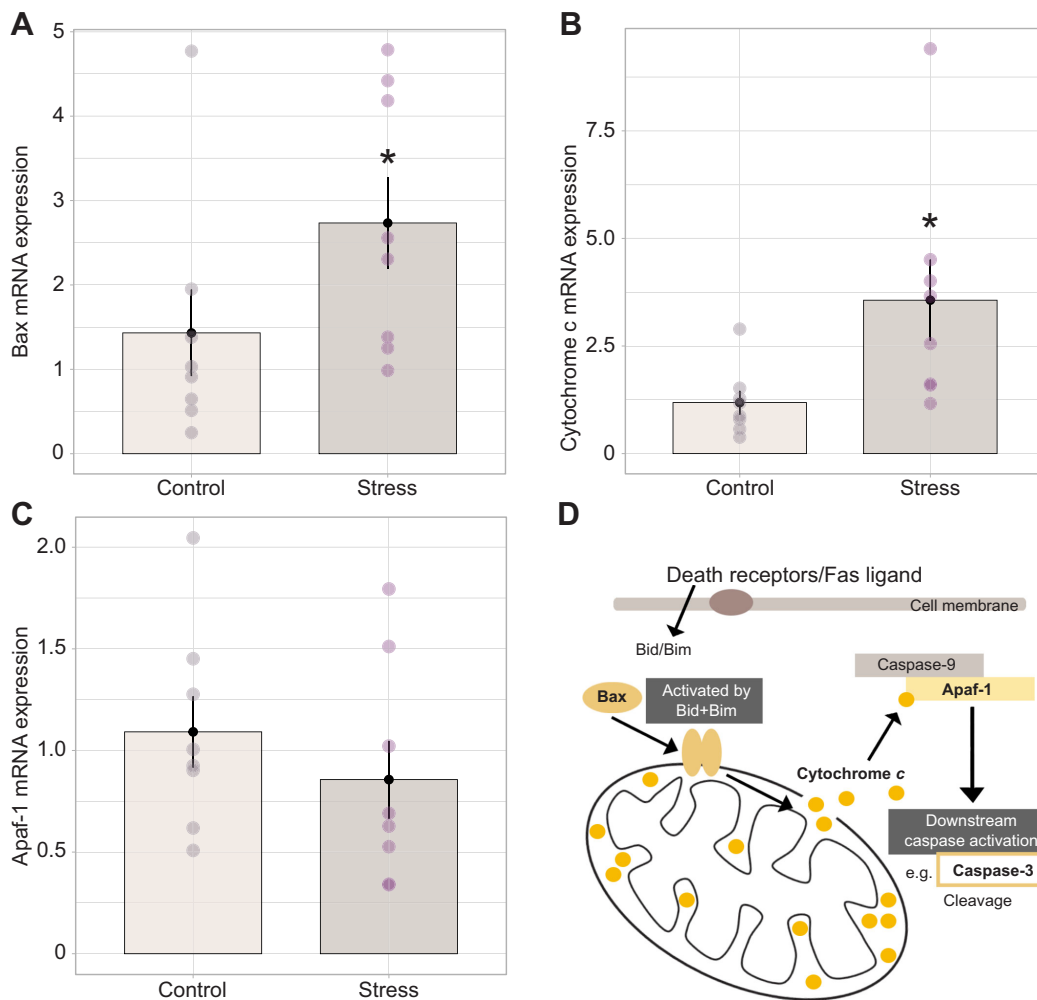 A
Bax mRNA expression
5
4
3
2
1
0
*
Control Stress
B
Cytochrome c mRNA expression
7.5
5.0
2.5
0
*
Control Stress
C
Apaf-1 mRNA expression
2.0
1.5
1.0
0.5
0
Control Stress
D
Death receptors/Fas ligand
Cell membrane
Bid/Bim
Caspase-9
Apaf-1
Bax
Activated by
Bid+Bim
Cytochrome c
Downstream
caspase activation
e.g. Caspase-3
Cleavage